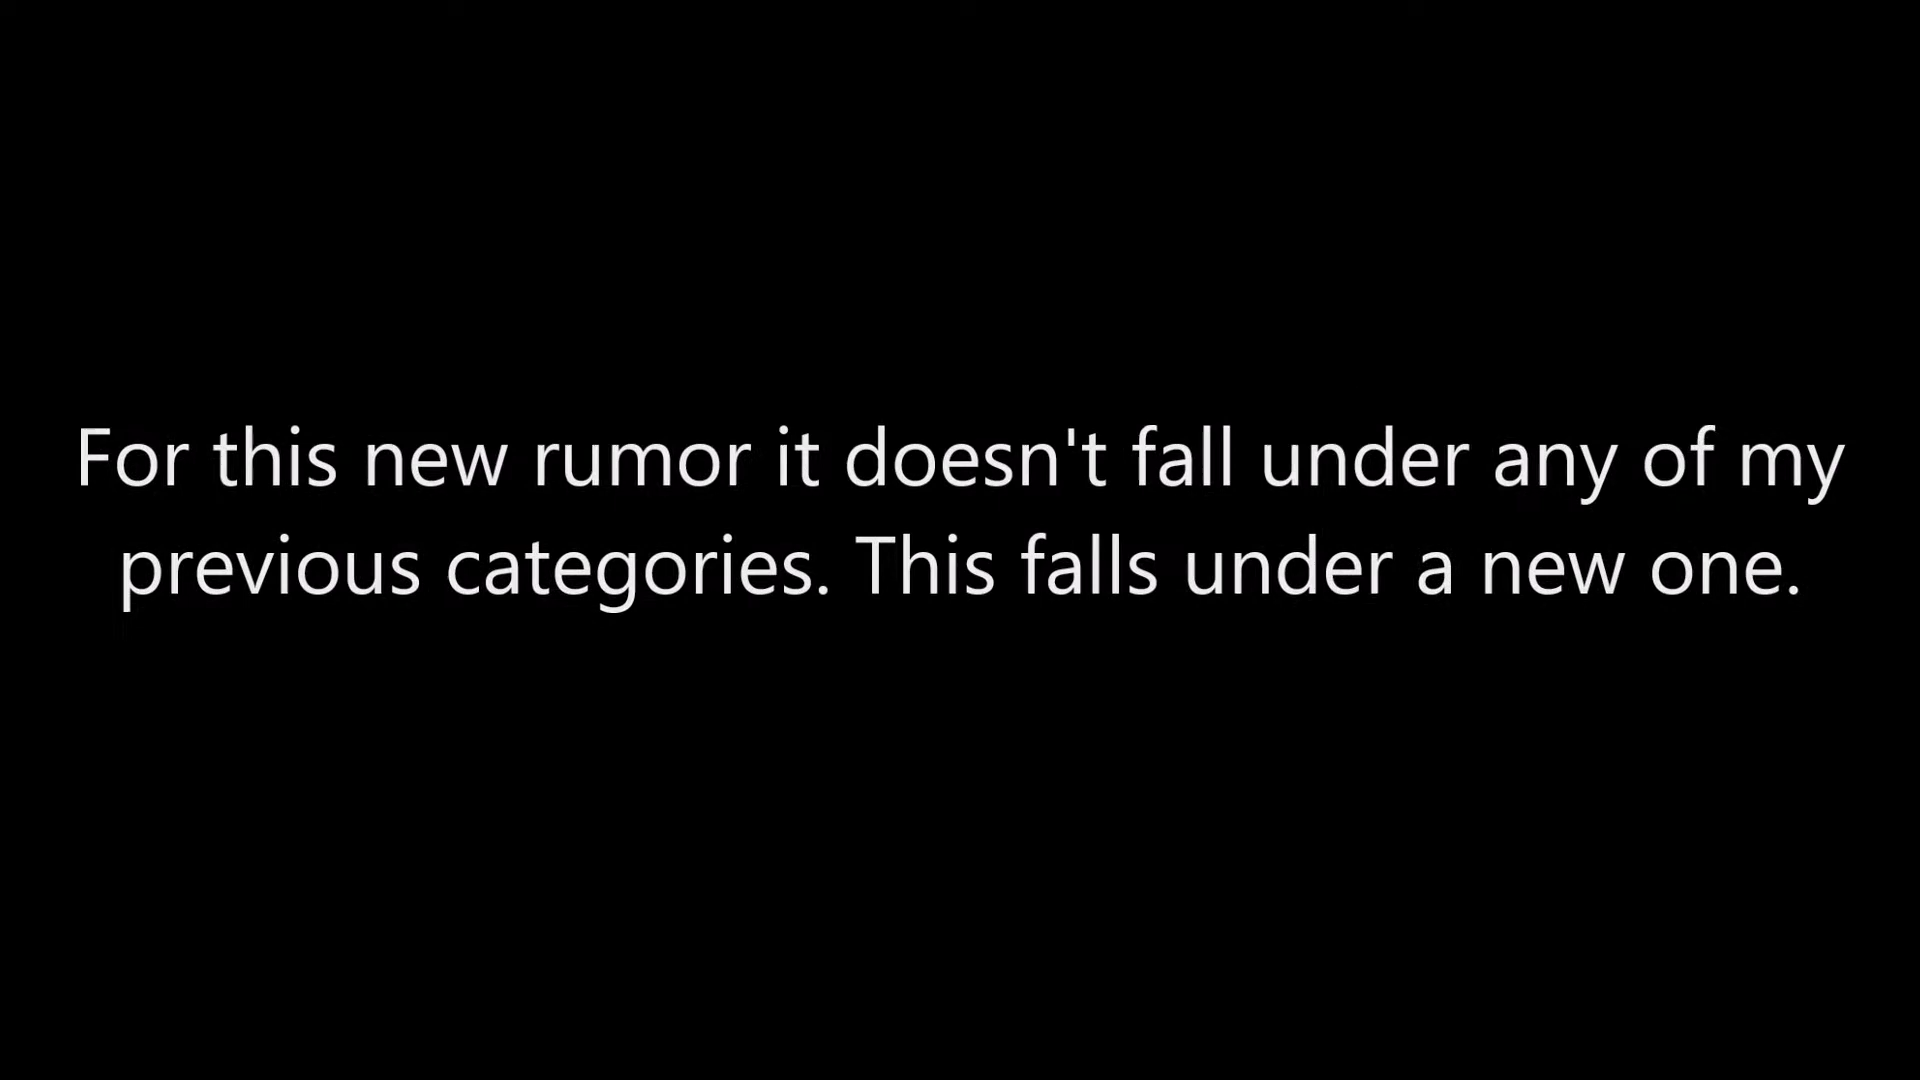 For this new rumor it doesn't fall under any of my
previous categories. This falls under a new one.